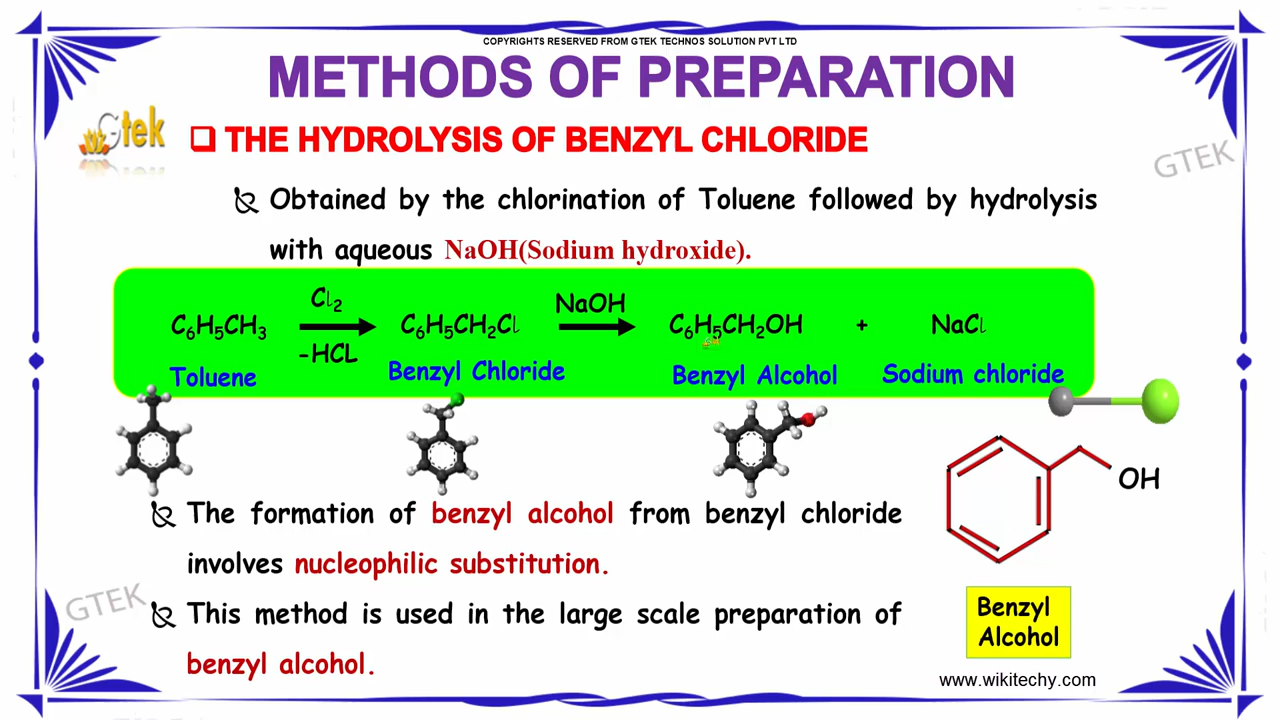 COPYRIGHTS RESERVED FROM GTEK TECHNOS SOLUTION PVT LTD
METHODS OF PREPARATION
Gtek
THE HYDROLYSIS OF BENZYL CHLORIDE
GTEK
Obtained by the chlorination of Toluene followed by hydrolysis
with aqueous NaOH(Sodium hydroxide).
Cl₂ NaOH
C₆H₅CH₃ C₆H₅CH₂Cl C₆H₅CH₂OH + NaCl
-HCL
Toluene Benzyl Chloride Benzyl Alcohol Sodium chloride
OH
The formation of benzyl alcohol from benzyl chloride
involves nucleophilic substitution.
GTEK
This method is used in the large scale preparation of
benzyl alcohol.
Benzyl
Alcohol
www.wikitechy.com